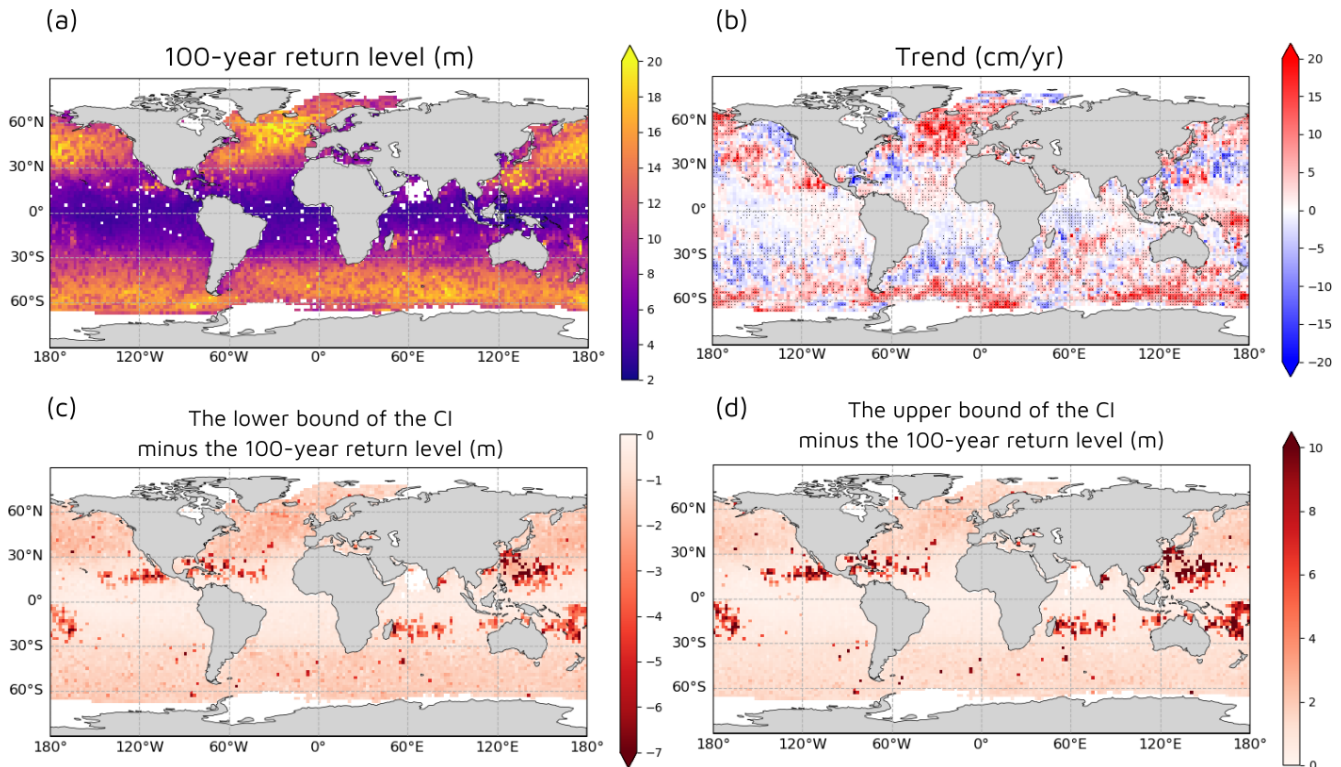 (a)
100-year return level (m)
60°N
30°N
0°
30°S
60°S
180°
120°W
60°W
0°
60°E
120°E
180°
20
18
16
14
12
10
8
6
4
2
(b)
Trend (cm/yr)
60°N
30°N
0°
30°S
60°S
180°
120°W
60°W
0°
60°E
120°E
180°
20
15
10
5
0
−5
−10
−15
−20
(c)
The lower bound of the CI
minus the 100-year return level (m)
60°N
30°N
0°
30°S
60°S
180°
120°W
60°W
0°
60°E
120°E
180°
0
−1
−2
−3
−4
−5
−6
−7
(d)
The upper bound of the CI
minus the 100-year return level (m)
60°N
30°N
0°
30°S
60°S
180°
120°W
60°W
0°
60°E
120°E
180°
10
8
6
4
2
0